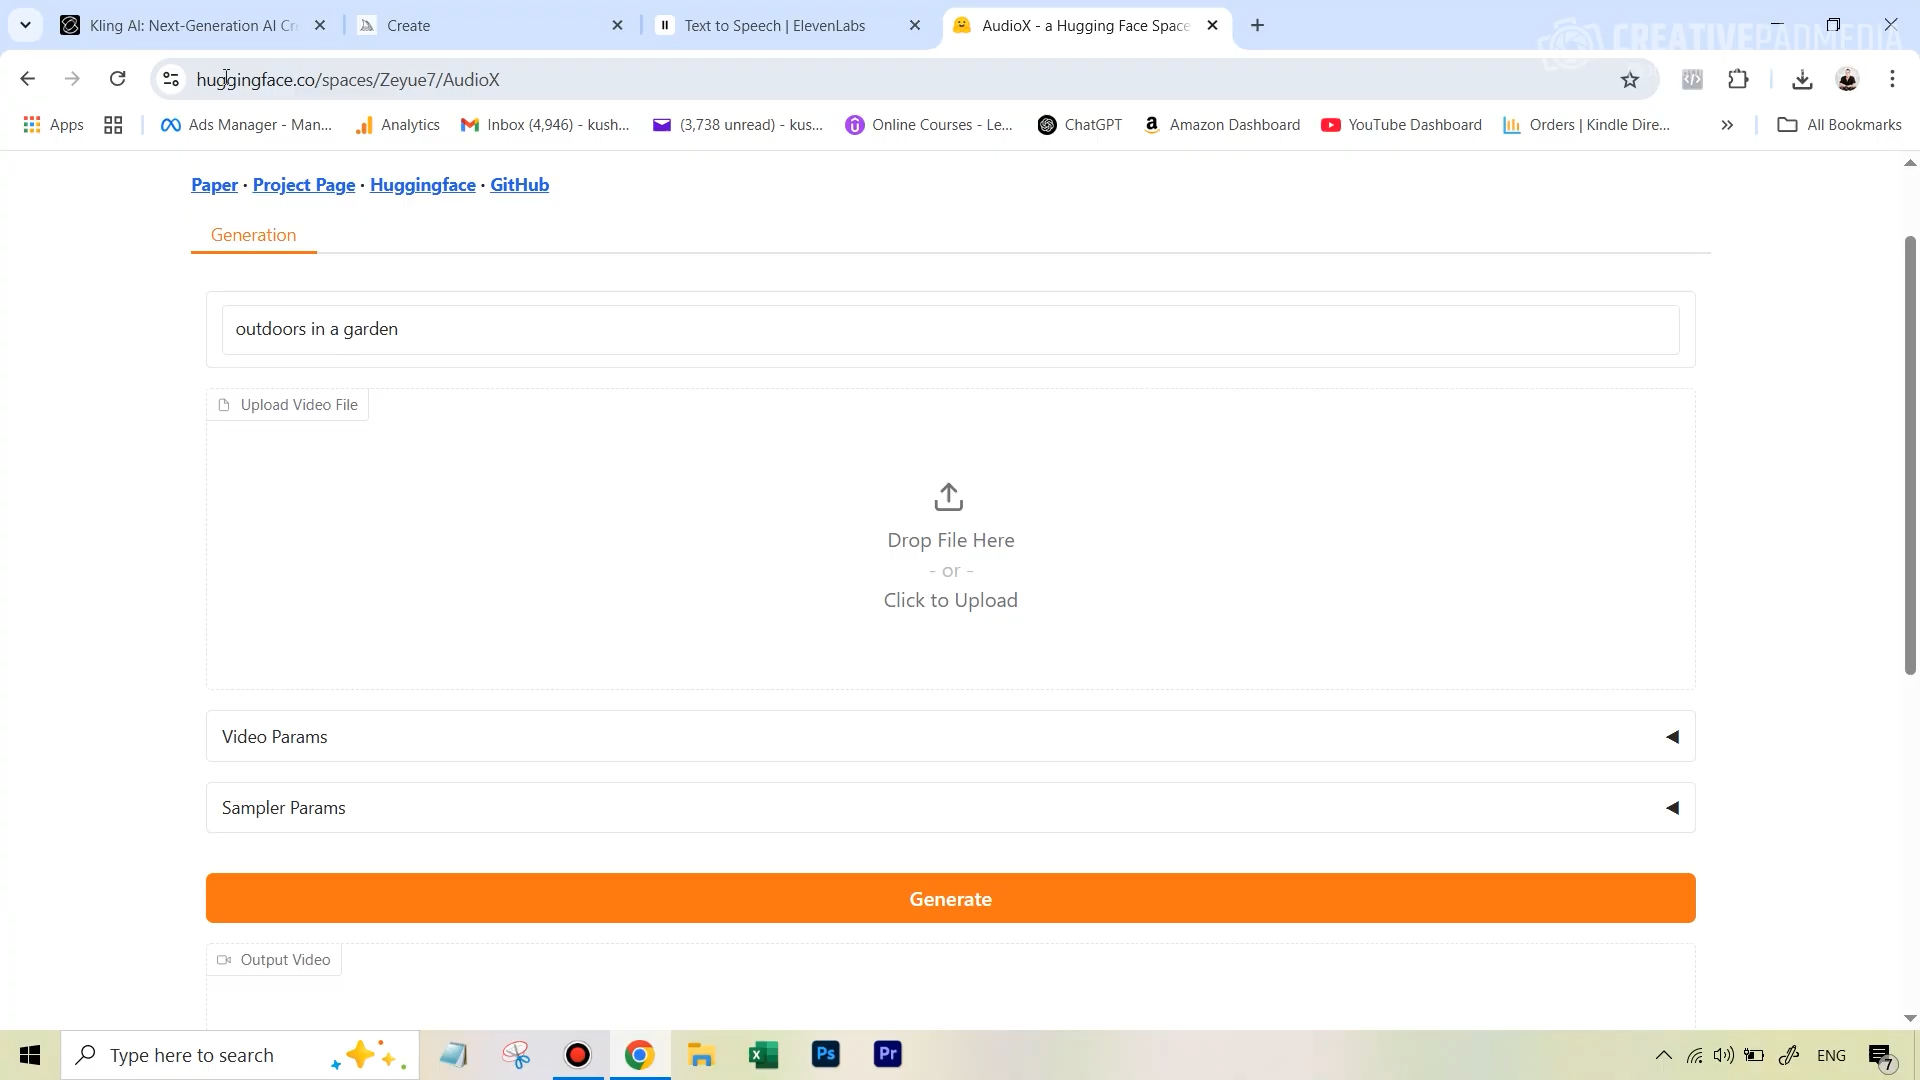 Kling AI: Next-Generation AI Cr
Create
Text to Speech | ElevenLabs
AudioX - a Hugging Face Space
CREATIVEPADMEDIA
huggingface.co/spaces/Zeyue7/AudioX
Apps
Ads Manager - Man...
Analytics
Inbox (4,946) - kush...
(3,738 unread) - kus...
Online Courses - Le...
ChatGPT
Amazon Dashboard
YouTube Dashboard
Orders | Kindle Dire...
All Bookmarks
Paper · Project Page · Huggingface · GitHub
Generation
outdoors in a garden
Upload Video File
Drop File Here
- or -
Click to Upload
Video Params
Sampler Params
Generate
Output Video
Type here to search
Ps
Pr
ENG
7